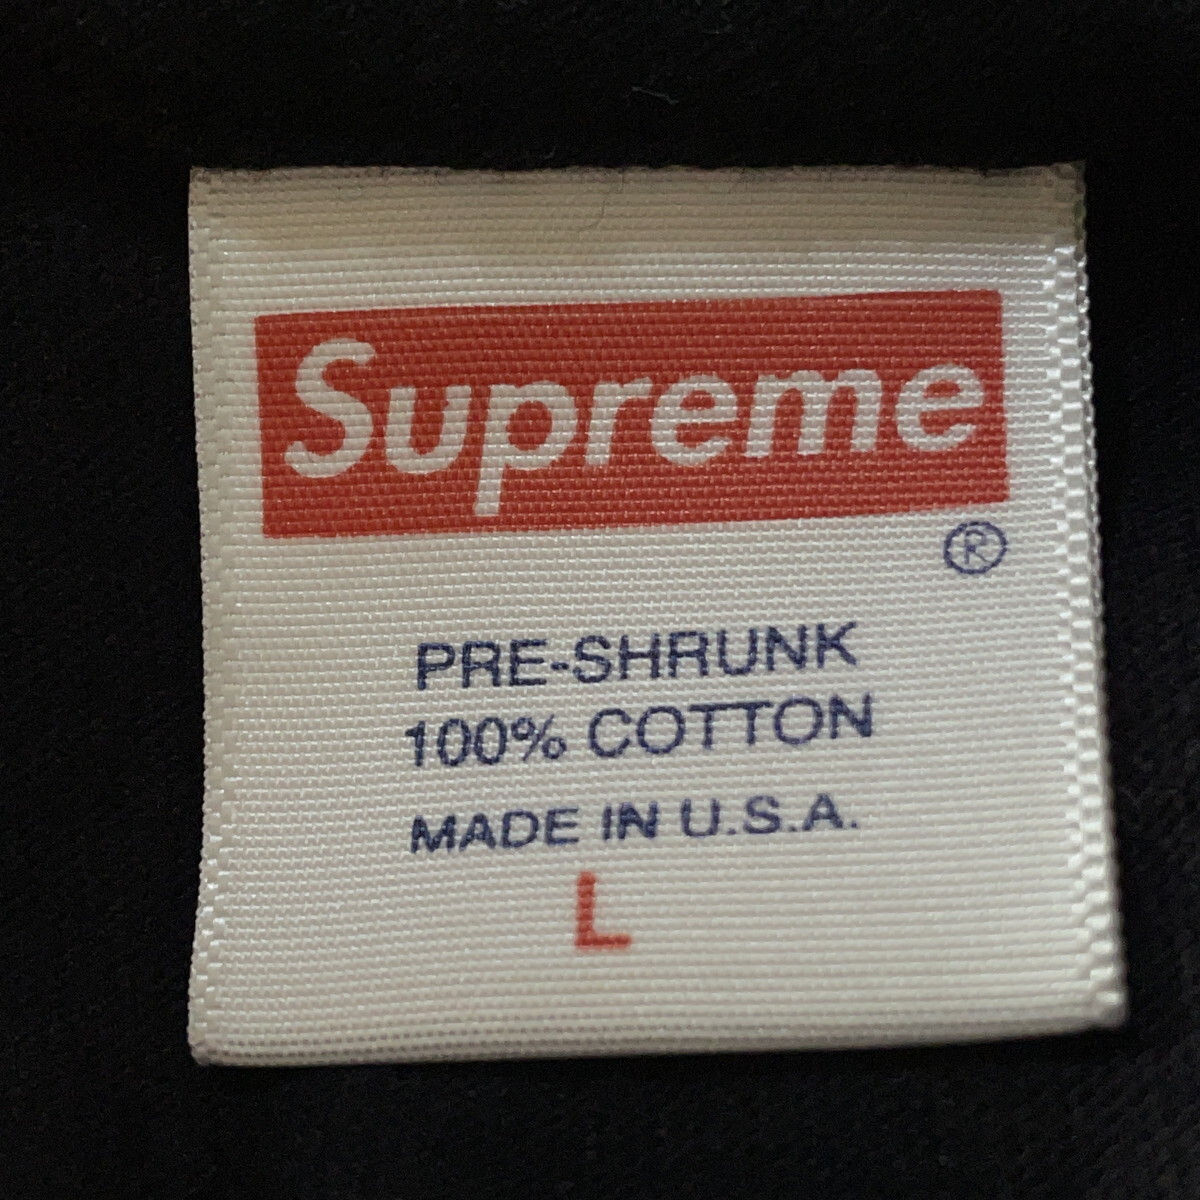 Supreme
®
PRE-SHRUNK
100% COTTON
MADE IN U.S.A.
L